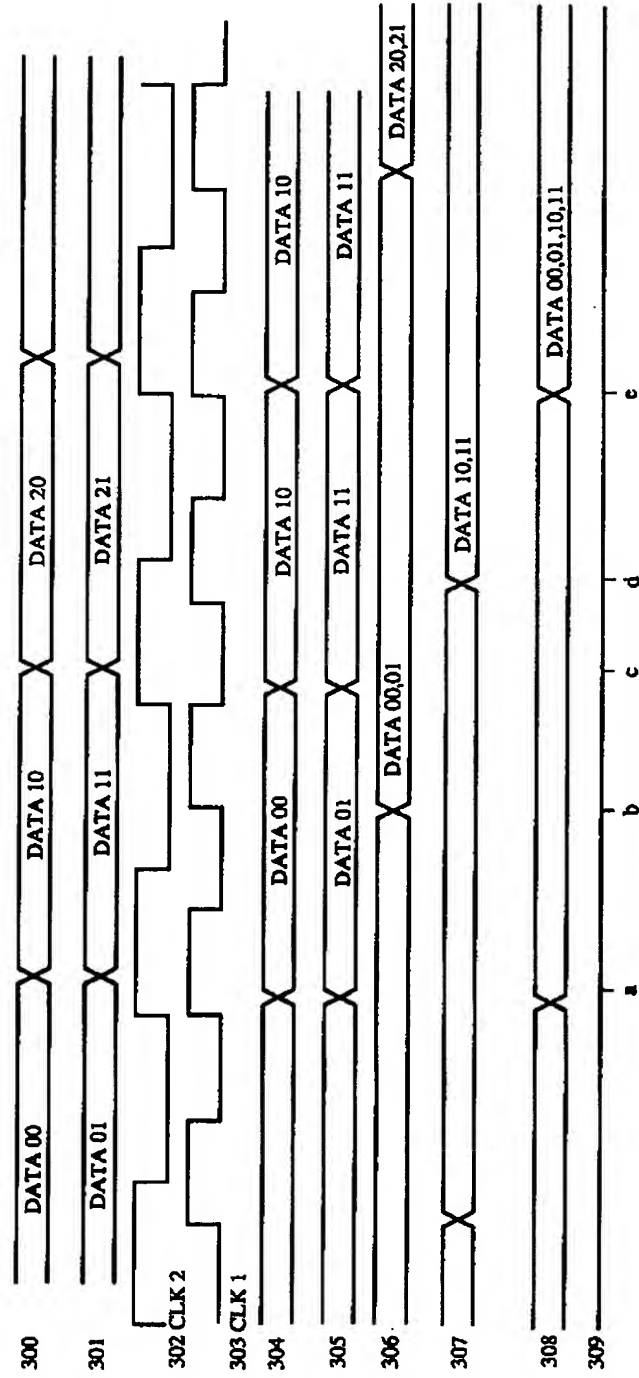 300 DATA 00 DATA 10 DATA 20
301 DATA 01 DATA 11 DATA 21
302 CLK 2
303 CLK 1
304 DATA 00 DATA 10 DATA 10
305 DATA 01 DATA 11 DATA 11
306 DATA 00,01 DATA 20,21
307 DATA 10,11
308 DATA 00,01,10,11
309
a b c d e